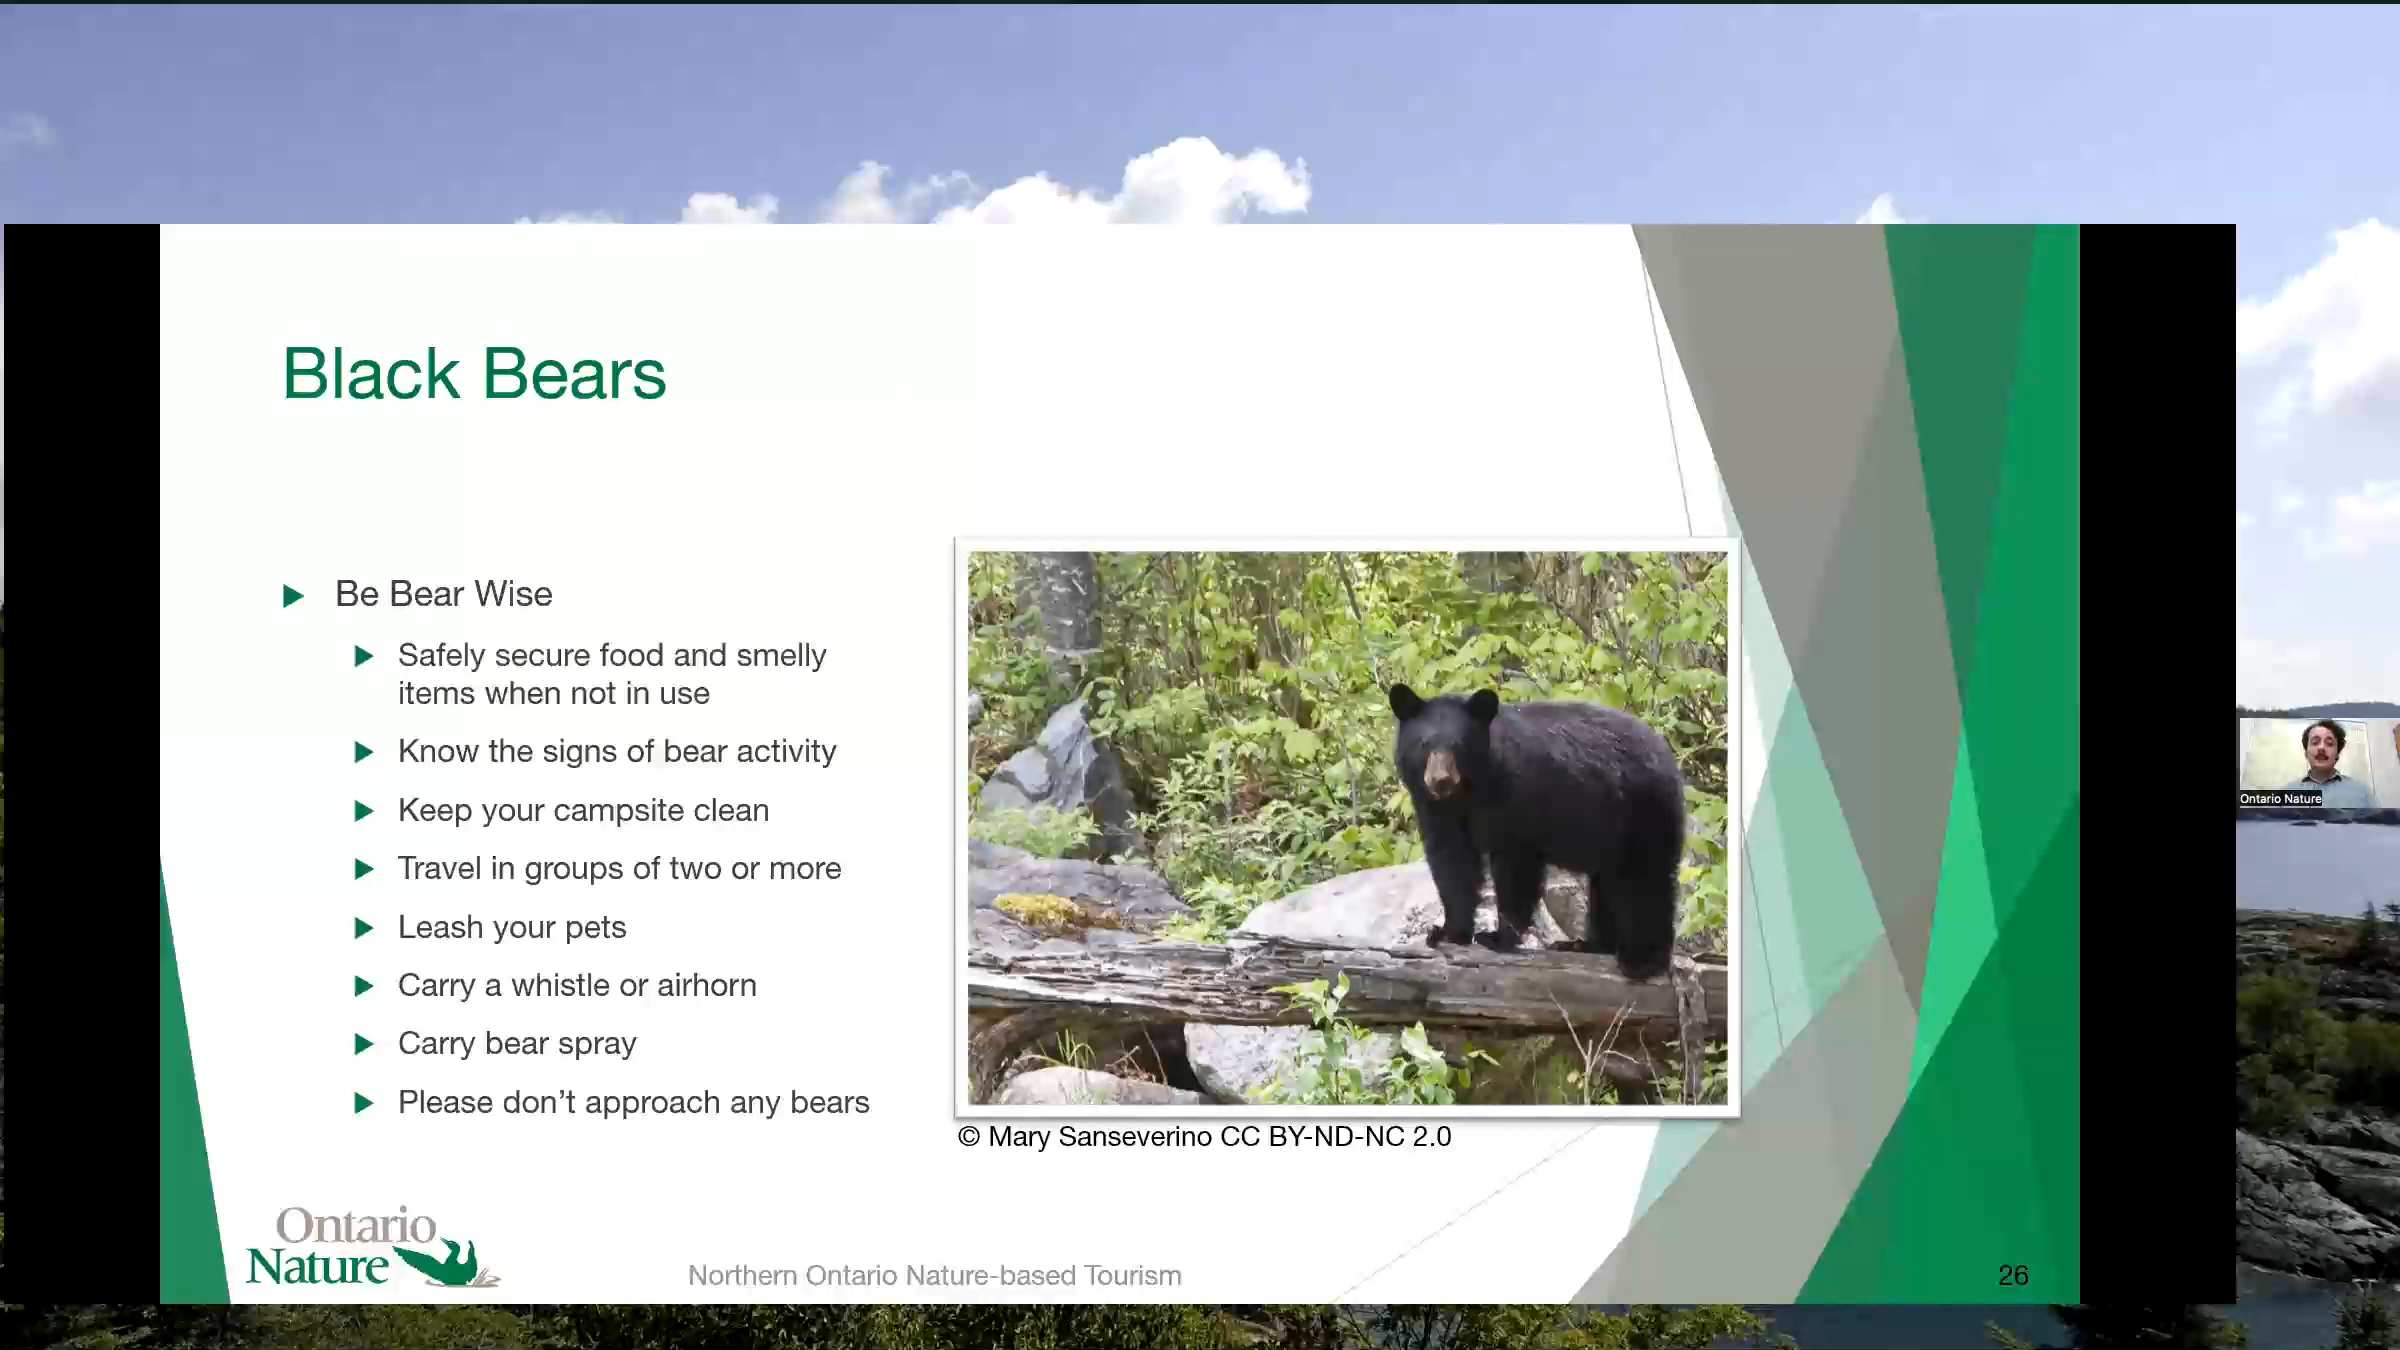 Black Bears
Be Bear Wise
Safely secure food and smelly
items when not in use
Know the signs of bear activity
Keep your campsite clean
Travel in groups of two or more
Leash your pets
Carry a whistle or airhorn
Carry bear spray
Please don’t approach any bears
© Mary Sanseverino CC BY-ND-NC 2.0
Ontario
Nature
Northern Ontario Nature-based Tourism
26
Ontario Nature